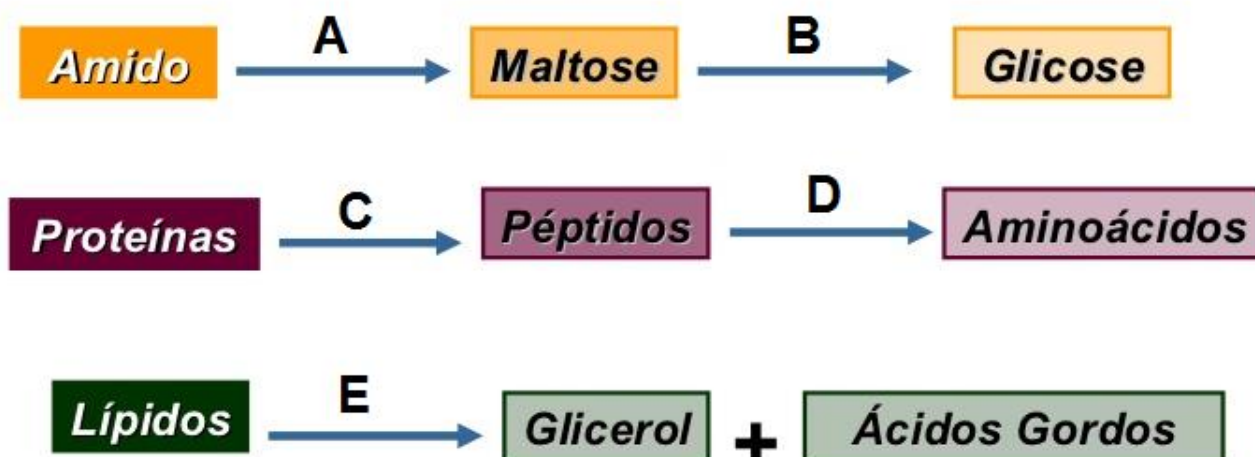 A B
Amido Maltose Glicose
C D
Proteínas Péptidos Aminoácidos
E
Lípidos Glicerol + Ácidos Gordos